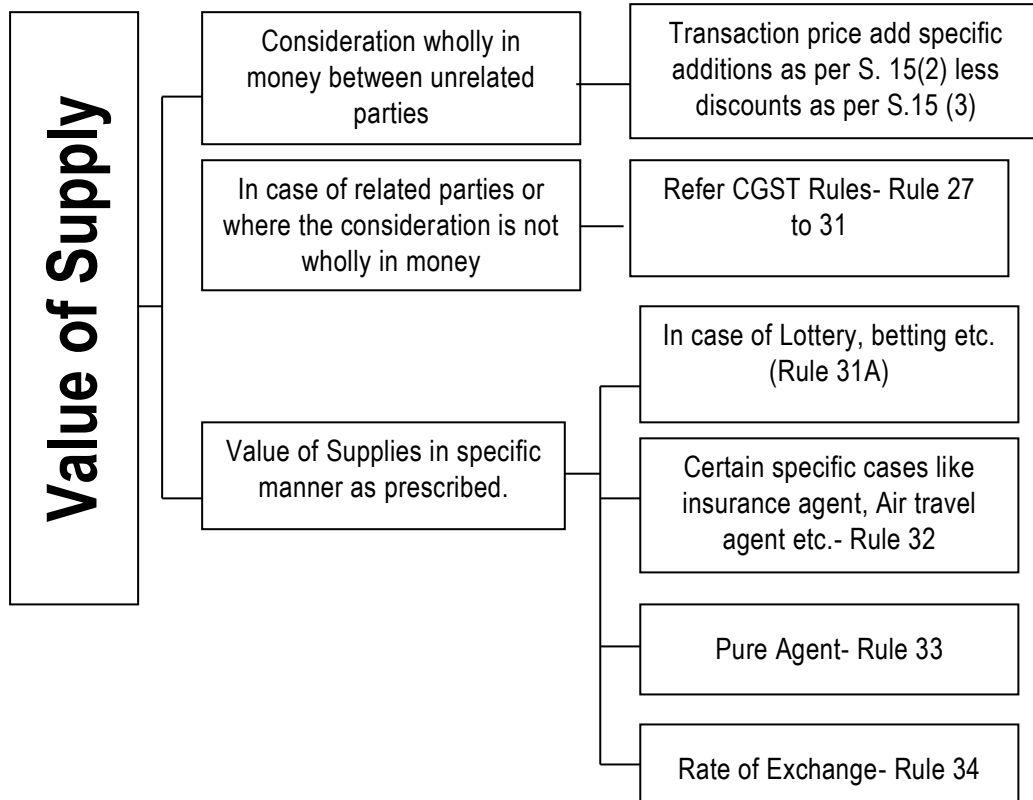 Value of Supply
Consideration wholly in
money between unrelated
parties
Transaction price add specific
additions as per S. 15(2) less
discounts as per S.15 (3)
In case of related parties or
where the consideration is not
wholly in money
Refer CGST Rules- Rule 27
to 31
Value of Supplies in specific
manner as prescribed.
In case of Lottery, betting etc.
(Rule 31A)
Certain specific cases like
insurance agent, Air travel
agent etc.- Rule 32
Pure Agent- Rule 33
Rate of Exchange- Rule 34